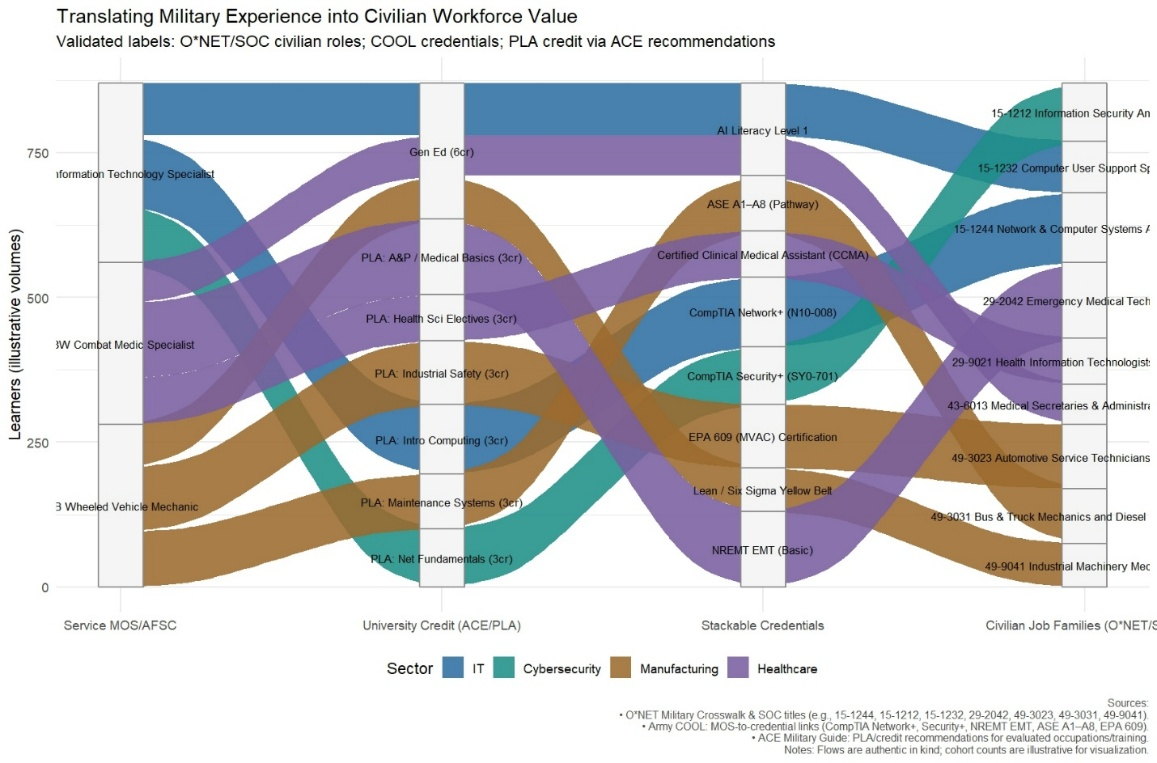 Translating Military Experience into Civilian Workforce Value
Validated labels: O*NET/SOC civilian roles; COOL credentials; PLA credit via ACE recommendations
Learners (illustrative volumes)
750
500
250
0
nformation Technology Specialist
W Combat Medic Specialist
3 Wheeled Vehicle Mechanic
Gen Ed (6cr)
PLA: A&P / Medical Basics (3cr)
PLA: Health Sci Electives (3cr)
PLA: Industrial Safety (3cr)
PLA: Intro Computing (3cr)
PLA: Maintenance Systems (3cr)
PLA: Net Fundamentals (3cr)
AI Literacy Level 1
ASE A1–A8 (Pathway)
Certified Clinical Medical Assistant (CCMA)
CompTIA Network+ (N10-008)
CompTIA Security+ (SY0-701)
EPA 609 (MVAC) Certification
Lean / Six Sigma Yellow Belt
NREMT EMT (Basic)
15-1212 Information Security An
15-1232 Computer User Support Sp
15-1244 Network & Computer Systems A
29-2042 Emergency Medical Tech
29-9021 Health Information Technologists
43-6013 Medical Secretaries & Administra
49-3023 Automotive Service Technicians
49-3031 Bus & Truck Mechanics and Diesel
49-9041 Industrial Machinery Mec
Service MOS/AFSC
University Credit (ACE/PLA)
Stackable Credentials
Civilian Job Families (O*NET/S
Sector IT Cybersecurity Manufacturing Healthcare
Sources:
• O*NET Military Crosswalk & SOC titles (e.g., 15-1244, 15-1212, 15-1232, 29-2042, 49-3023, 49-3031, 49-9041).
• Army COOL: MOS-to-credential links (CompTIA Network+, Security+, NREMT EMT, ASE A1–A8, EPA 609).
• ACE Military Guide: PLA/credit recommendations for evaluated occupations/training.
Notes: Flows are authentic in kind; cohort counts are illustrative for visualization.